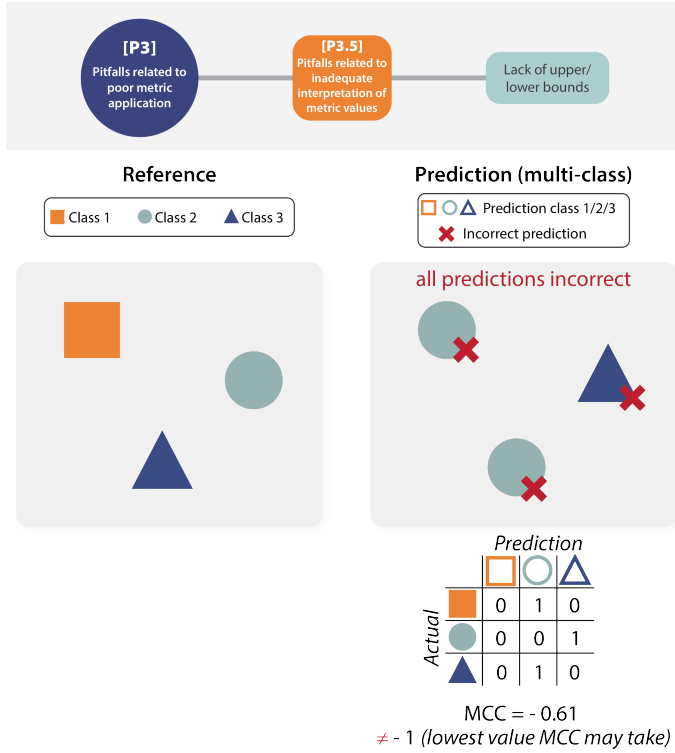 [P3]
Pitfalls related to
poor metric
application
[P3.5]
Pitfalls related to
inadequate
interpretation of
metric values
Lack of upper/
lower bounds
Reference
Class 1
Class 2
Class 3
Prediction (multi-class)
Prediction class 1/2/3
Incorrect prediction
all predictions incorrect
Prediction
Actual
0 1 0
0 0 1
0 1 0
MCC = - 0.61
≠ - 1 (lowest value MCC may take)